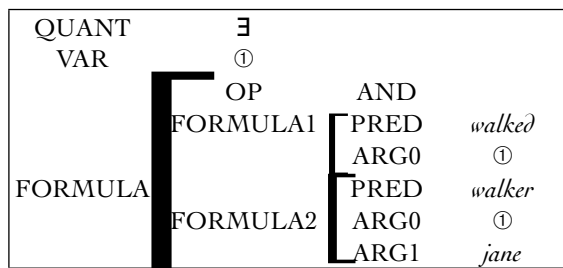 QUANT ∃
VAR ①
OP AND
FORMULA1 PRED walked
ARG0 ①
FORMULA PRED walker
FORMULA2 ARG0 ①
ARG1 jane